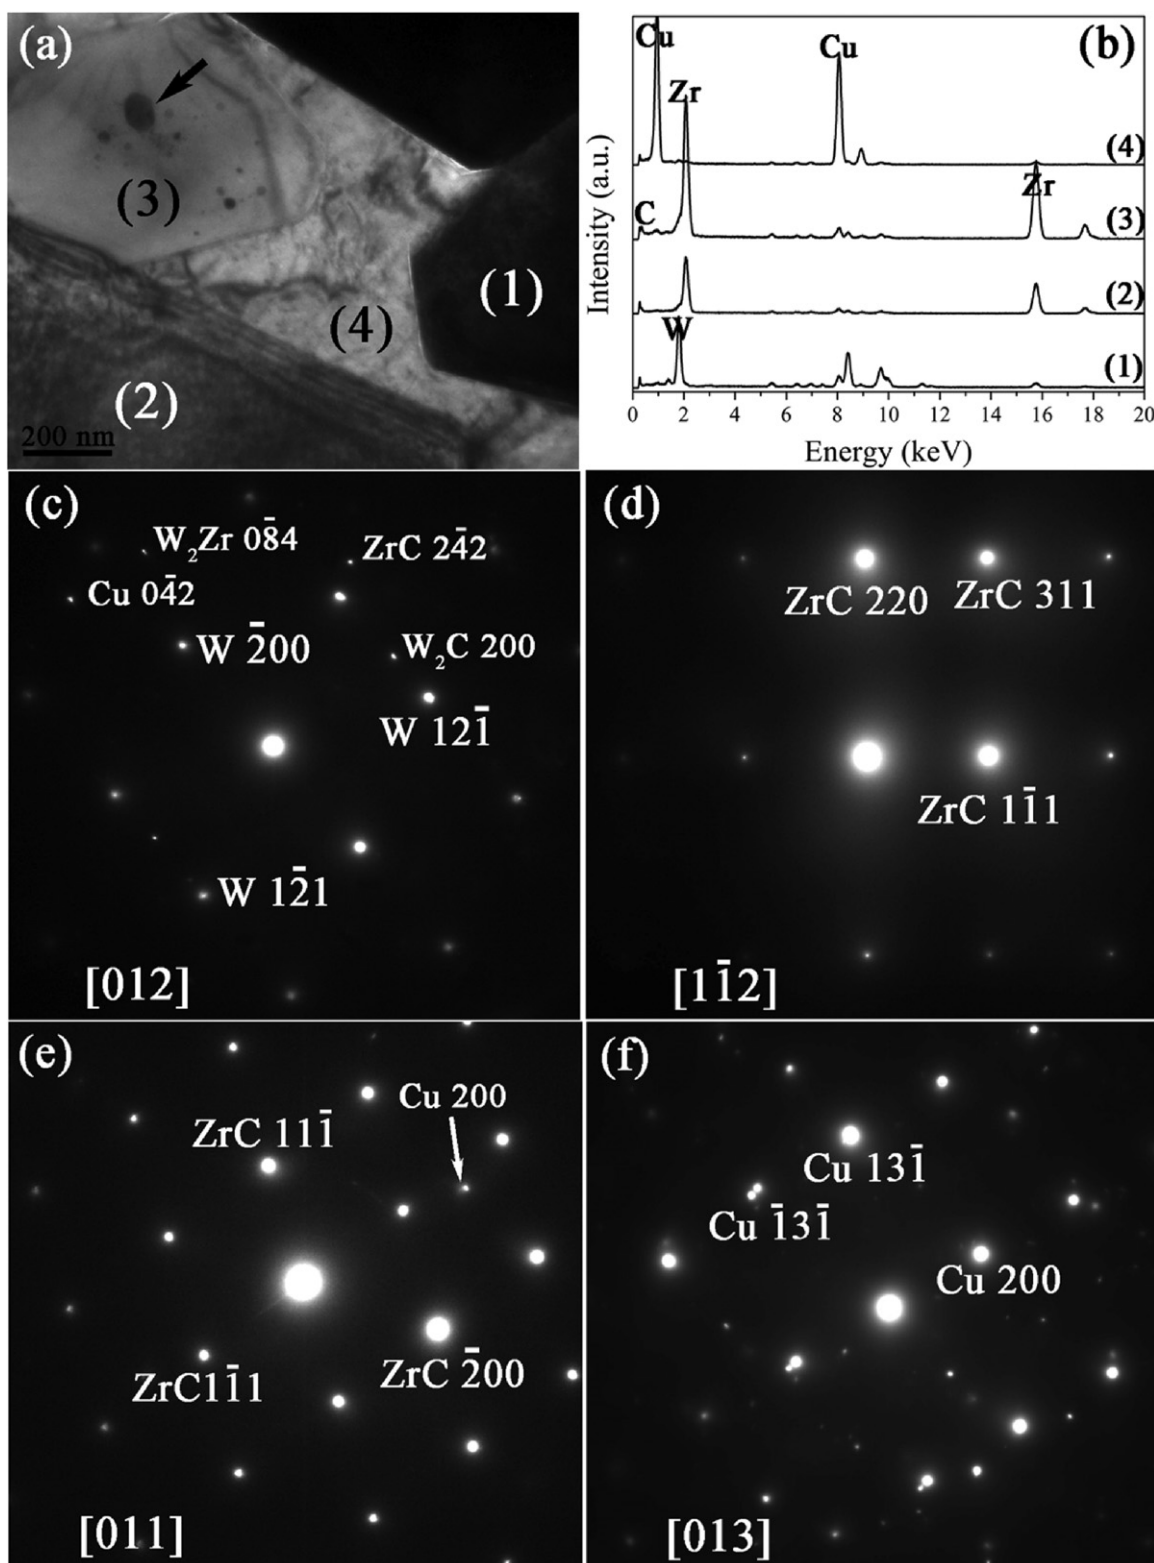 (a)
(3)
(1)
(4)
(2)
200 nm
(b)
Cu
Cu
Zr
(4)
Zr
C
(3)
(2)
W
(1)
Intensity (a.u.)
0 2 4 6 8 10 12 14 16 18 20
Energy (keV)
(c)
W₂Zr 08̄4
ZrC 24̄2
Cu 04̄2
W 2̄00
W₂C 200
W 121̄
W 12̄1
[012]
(d)
ZrC 220
ZrC 311
ZrC 11̄1
[11̄2]
(e)
Cu 200
ZrC 111̄
ZrC11̄1
ZrC 2̄00
[011]
(f)
Cu 131̄
Cu 1̄31̄
Cu 200
[013]